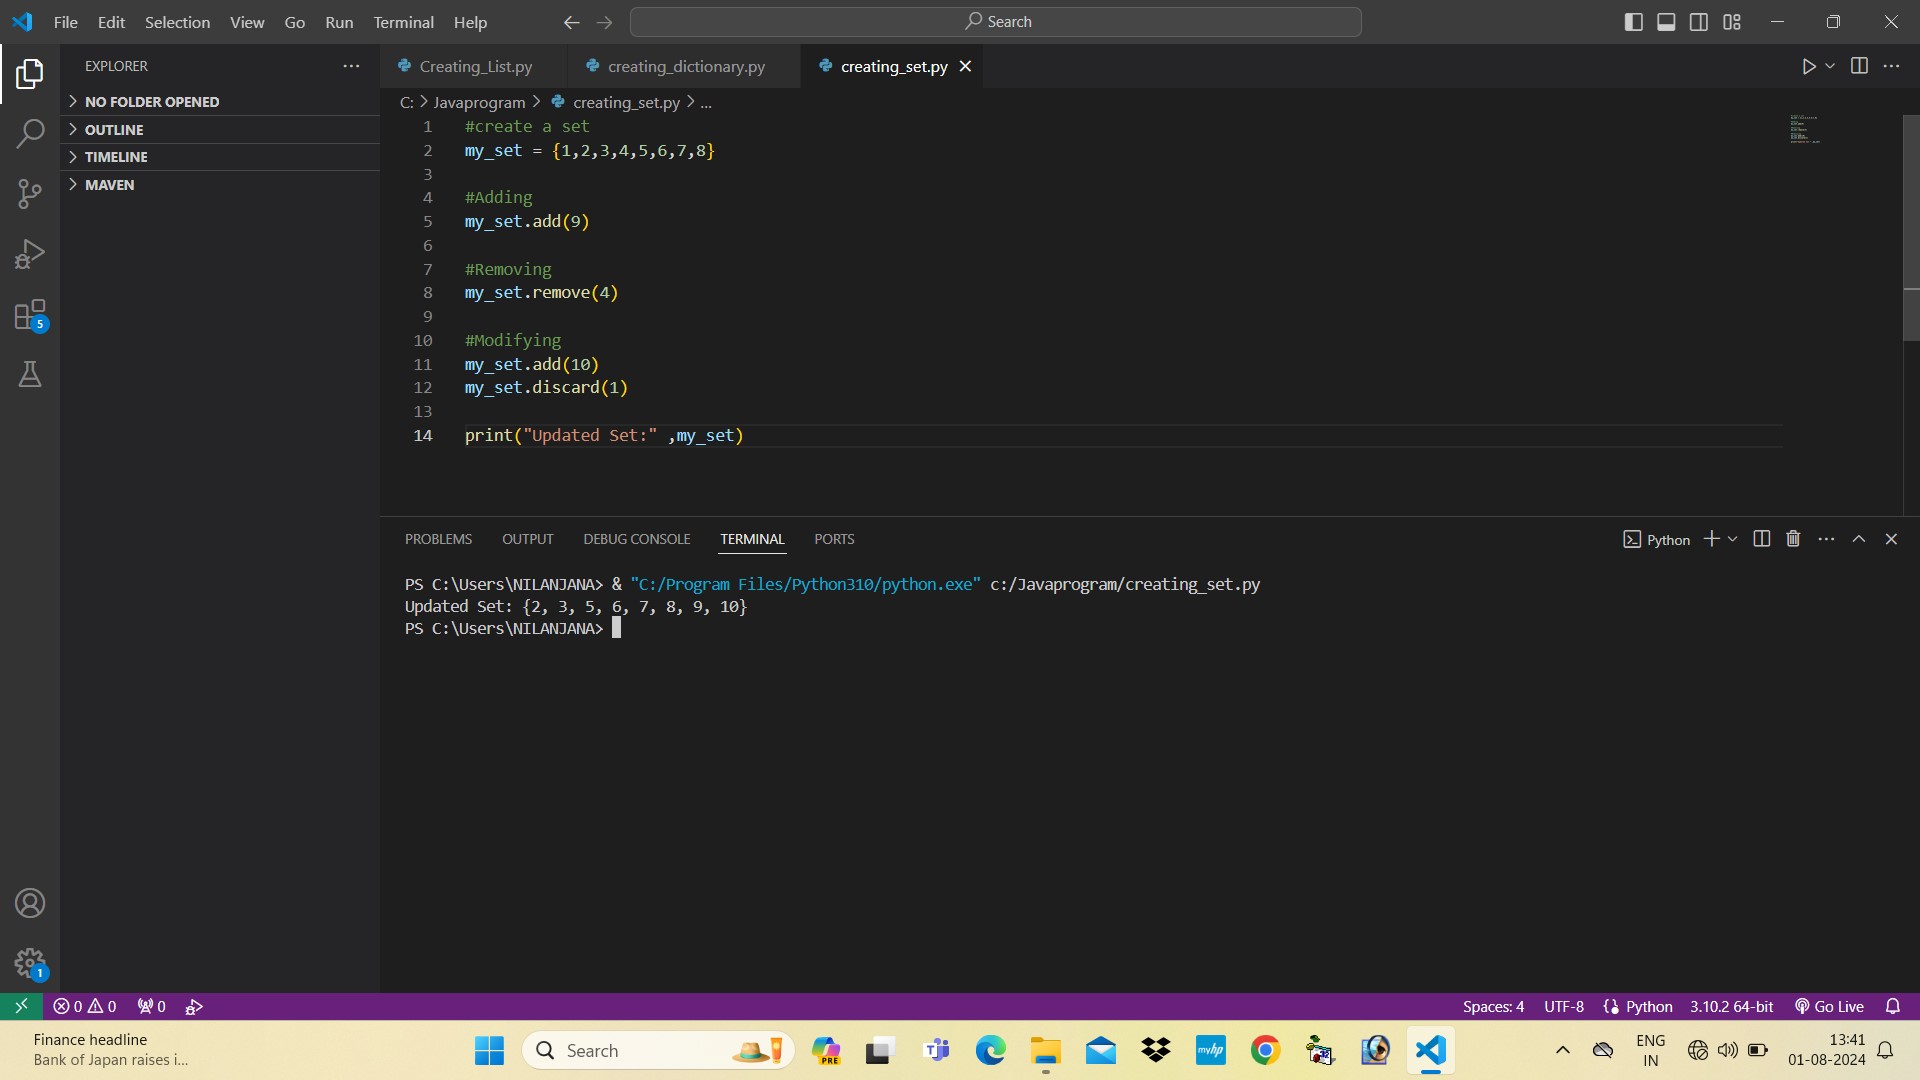 File Edit Selection View Go Run Terminal Help
Search
EXPLORER
NO FOLDER OPENED
OUTLINE
TIMELINE
MAVEN
5
1
Creating_List.py creating_dictionary.py creating_set.py
C: > Javaprogram > creating_set.py > ...
1 #create a set
2 my_set = {1,2,3,4,5,6,7,8}
3
4 #Adding
5 my_set.add(9)
6
7 #Removing
8 my_set.remove(4)
9
10 #Modifying
11 my_set.add(10)
12 my_set.discard(1)
13
14 print("Updated Set:" ,my_set)
PROBLEMS OUTPUT DEBUG CONSOLE TERMINAL PORTS
Python
PS C:\Users\NILANJANA> & "C:/Program Files/Python310/python.exe" c:/Javaprogram/creating_set.py
Updated Set: {2, 3, 5, 6, 7, 8, 9, 10}
PS C:\Users\NILANJANA>
0 0 0
Spaces: 4 UTF-8 Python 3.10.2 64-bit Go Live
Finance headline
Bank of Japan raises i...
Search
PRE
myhp
ENG
IN
13:41
01-08-2024